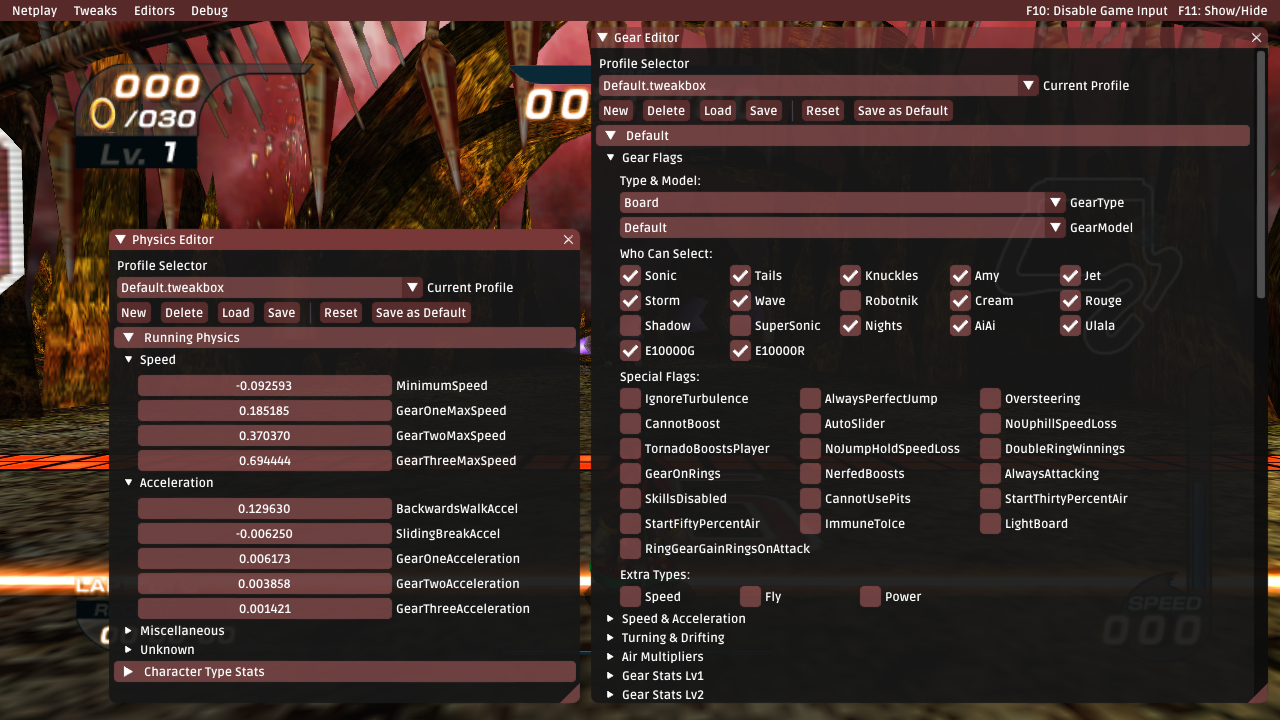 Netplay Tweaks Editors Debug F10: Disable Game Input F11: Show/Hide
000
/030
Lv. 1
00
Physics Editor
Profile Selector
Default.tweakbox Current Profile
New Delete Load Save Reset Save as Default
Running Physics
Speed
-0.092593 MinimumSpeed
0.185185 GearOneMaxSpeed
0.370370 GearTwoMaxSpeed
0.694444 GearThreeMaxSpeed
Acceleration
0.129630 BackwardsWalkAccel
-0.006250 SlidingBreakAccel
0.006173 GearOneAcceleration
0.003858 GearTwoAcceleration
0.001421 GearThreeAcceleration
Miscellaneous
Unknown
Character Type Stats
Gear Editor
Profile Selector
Default.tweakbox Current Profile
New Delete Load Save Reset Save as Default
Default
Gear Flags
Type & Model:
Board GearType
Default GearModel
Who Can Select:
Sonic Tails Knuckles Amy Jet
Storm Wave Robotnik Cream Rouge
Shadow SuperSonic Nights AiAi Ulala
E10000G E10000R
Special Flags:
IgnoreTurbulence AlwaysPerfectJump Oversteering
CannotBoost AutoSlider NoUphillSpeedLoss
TornadoBoostsPlayer NoJumpHoldSpeedLoss DoubleRingWinnings
GearOnRings NerfedBoosts AlwaysAttacking
SkillsDisabled CannotUsePits StartThirtyPercentAir
StartFiftyPercentAir ImmuneToIce LightBoard
RingGearGainRingsOnAttack
Extra Types:
Speed Fly Power
Speed & Acceleration
Turning & Drifting
Air Multipliers
Gear Stats Lv1
Gear Stats Lv2
SPEED
000